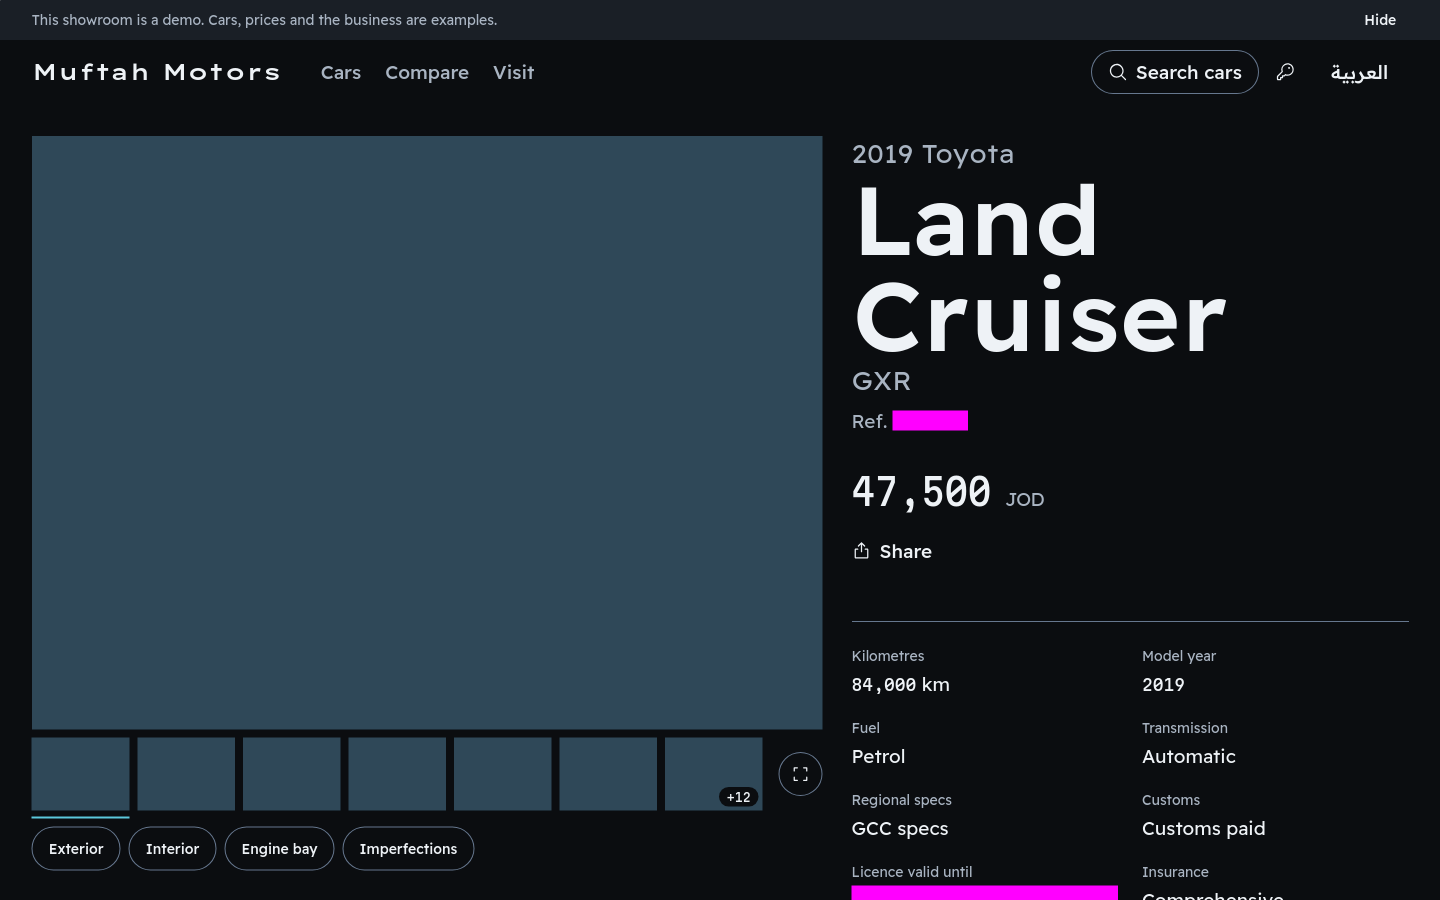 This showroom is a demo. Cars, prices and the business are examples.
Hide
Muftah Motors
Cars
Compare
Visit
Search cars
العربية
2019 Toyota
Land
Cruiser
GXR
Ref.
47,500 JOD
Share
+12
Exterior
Interior
Engine bay
Imperfections
Kilometres
84,000 km
Model year
2019
Fuel
Petrol
Transmission
Automatic
Regional specs
GCC specs
Customs
Customs paid
Licence valid until
Insurance
Comprehensive